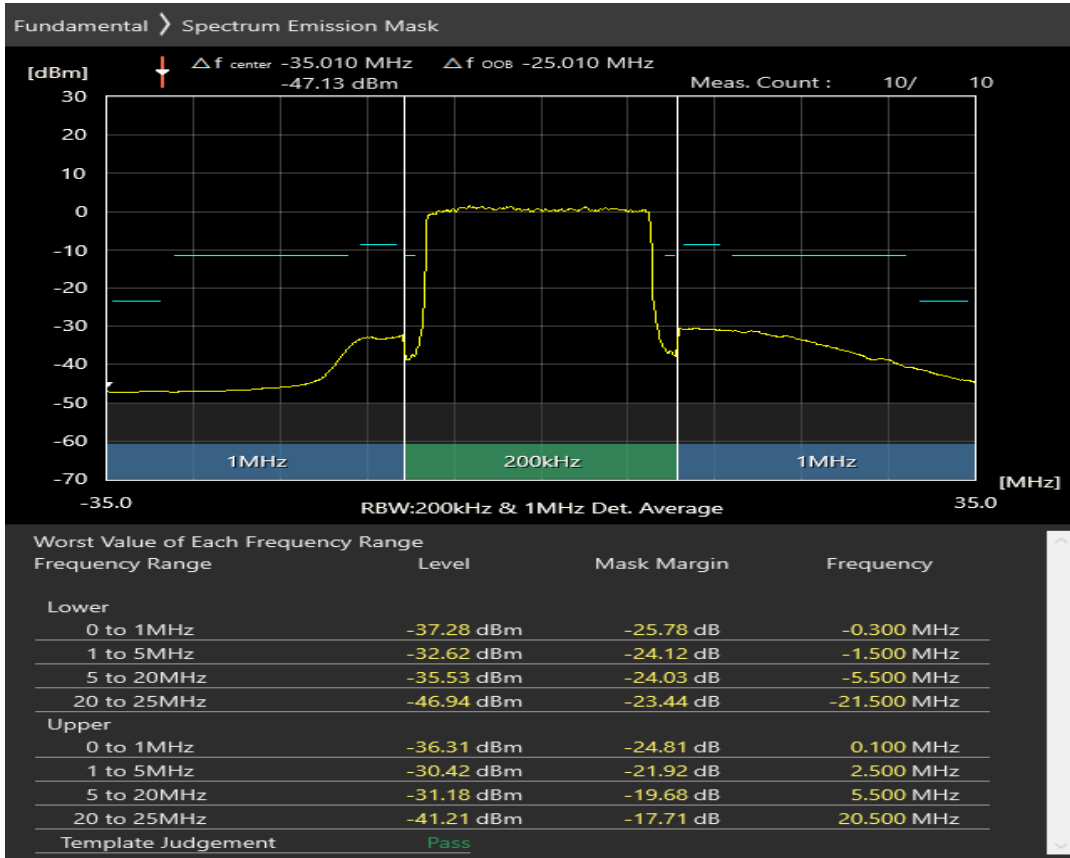 Fundamental ❯ Spectrum Emission Mask
△f center -35.010 MHz △f OOB -25.010 MHz
[dBm] -47.13 dBm Meas. Count : 10/ 10
30
20
10
0
-10
-20
-30
-40
-50
-60
1MHz 200kHz 1MHz
-70
[MHz]
-35.0 RBW:200kHz & 1MHz Det. Average 35.0
Worst Value of Each Frequency Range
Frequency Range Level Mask Margin Frequency
Lower
0 to 1MHz -37.28 dBm -25.78 dB -0.300 MHz
1 to 5MHz -32.62 dBm -24.12 dB -1.500 MHz
5 to 20MHz -35.53 dBm -24.03 dB -5.500 MHz
20 to 25MHz -46.94 dBm -23.44 dB -21.500 MHz
Upper
0 to 1MHz -36.31 dBm -24.81 dB 0.100 MHz
1 to 5MHz -30.42 dBm -21.92 dB 2.500 MHz
5 to 20MHz -31.18 dBm -19.68 dB 5.500 MHz
20 to 25MHz -41.21 dBm -17.71 dB 20.500 MHz
Template Judgement Pass